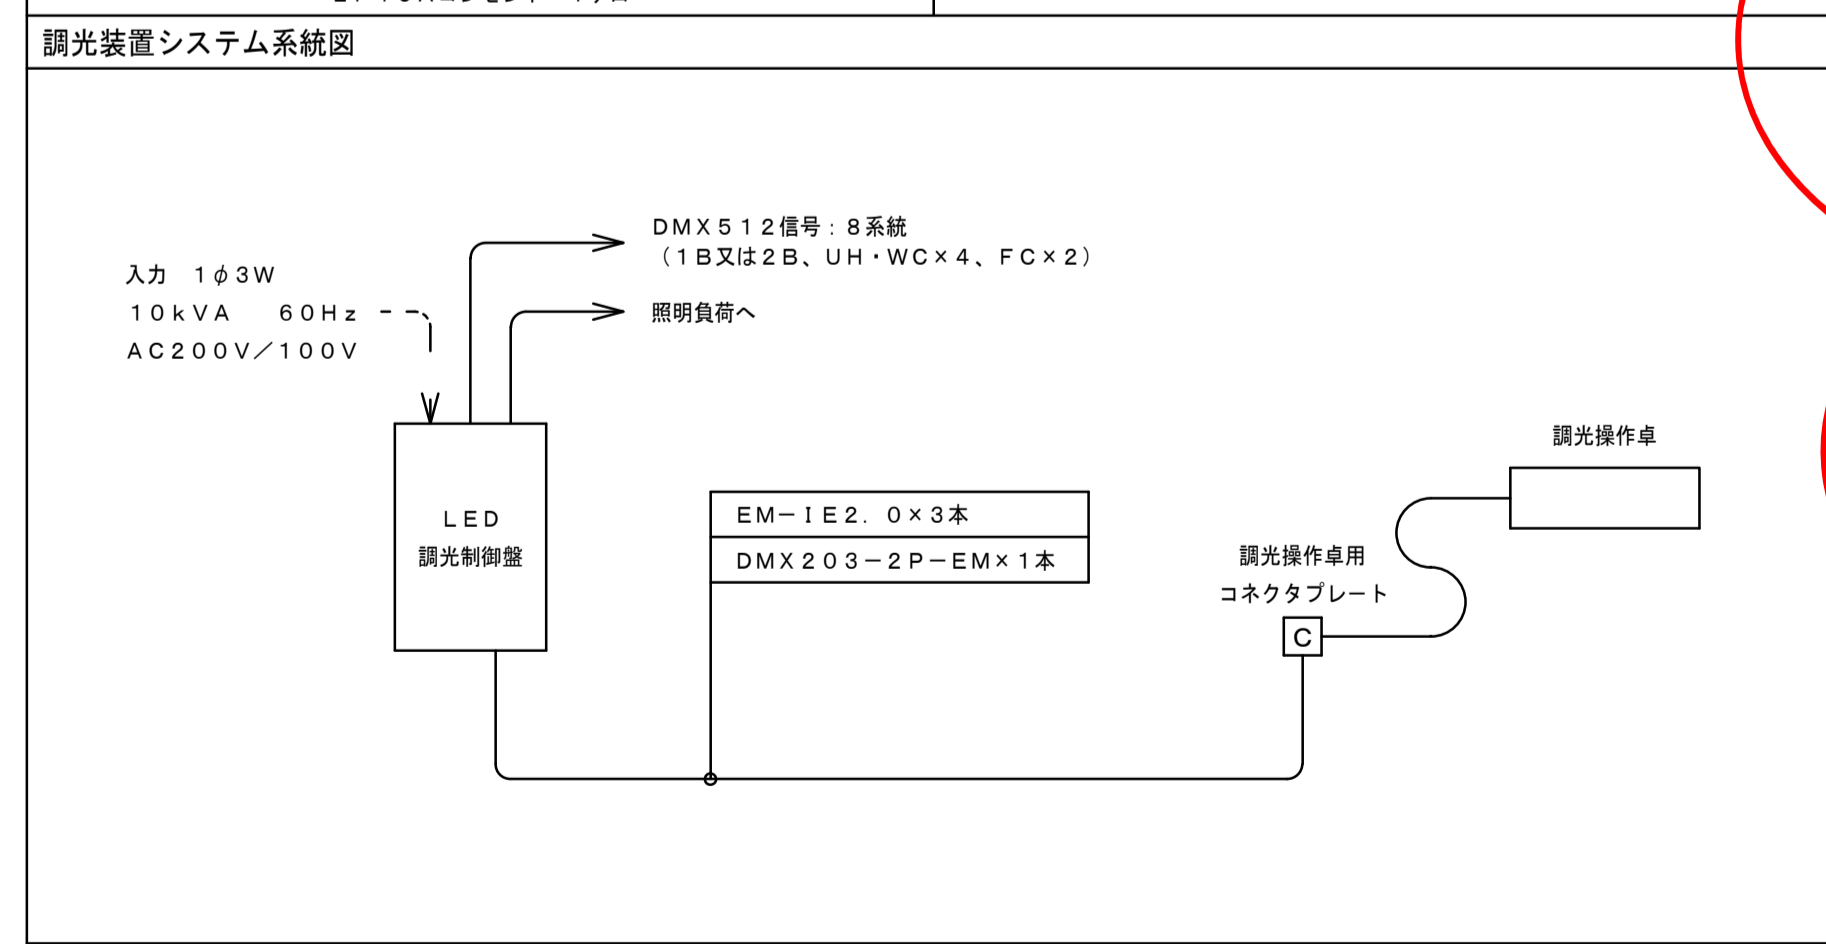 調光装置システム系統図
DMX512信号:8系統
(1B又は2B、UH・WC×4、FC×2)
入力 1φ3W
10kVA 60Hz
AC200V/100V
照明負荷へ
調光操作卓
LED
調光制御盤
EM-IE2.0×3本
DMX203-2P-EM×1本
調光操作卓用
コネクタプレート
C